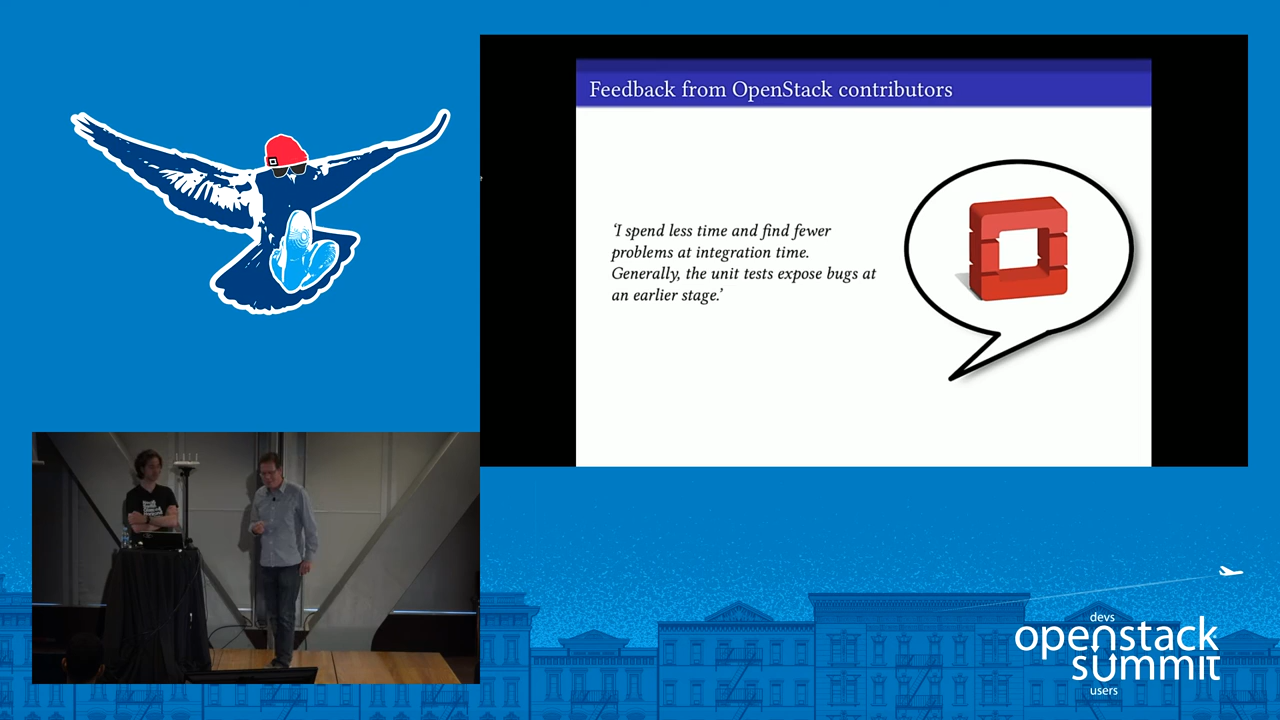 Feedback from OpenStack contributors
‘I spend less time and find fewer
problems at integration time.
Generally, the unit tests expose bugs at
an earlier stage.’
devs
openstack
summit
users